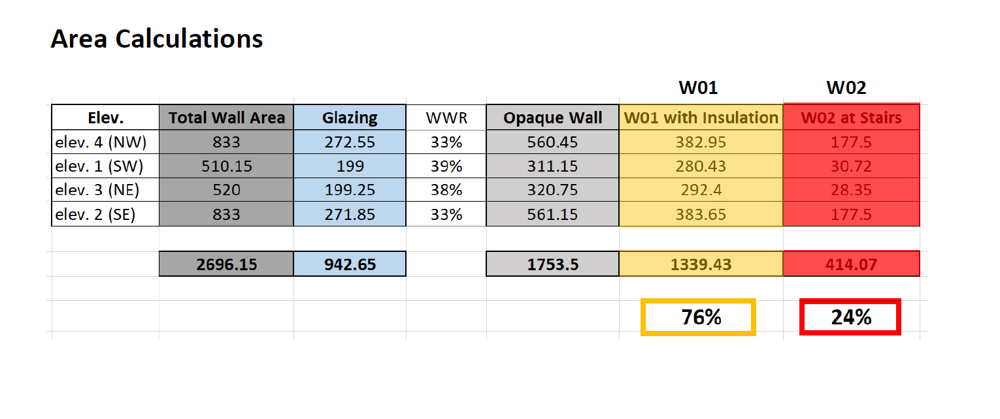 Area Calculations
W01 W02
Elev. Total Wall Area Glazing WWR Opaque Wall W01 with Insulation W02 at Stairs
elev. 4 (NW) 833 272.55 33% 560.45 382.95 177.5
elev. 1 (SW) 510.15 199 39% 311.15 280.43 30.72
elev. 3 (NE) 520 199.25 38% 320.75 292.4 28.35
elev. 2 (SE) 833 271.85 33% 561.15 383.65 177.5
2696.15 942.65 1753.5 1339.43 414.07
76% 24%